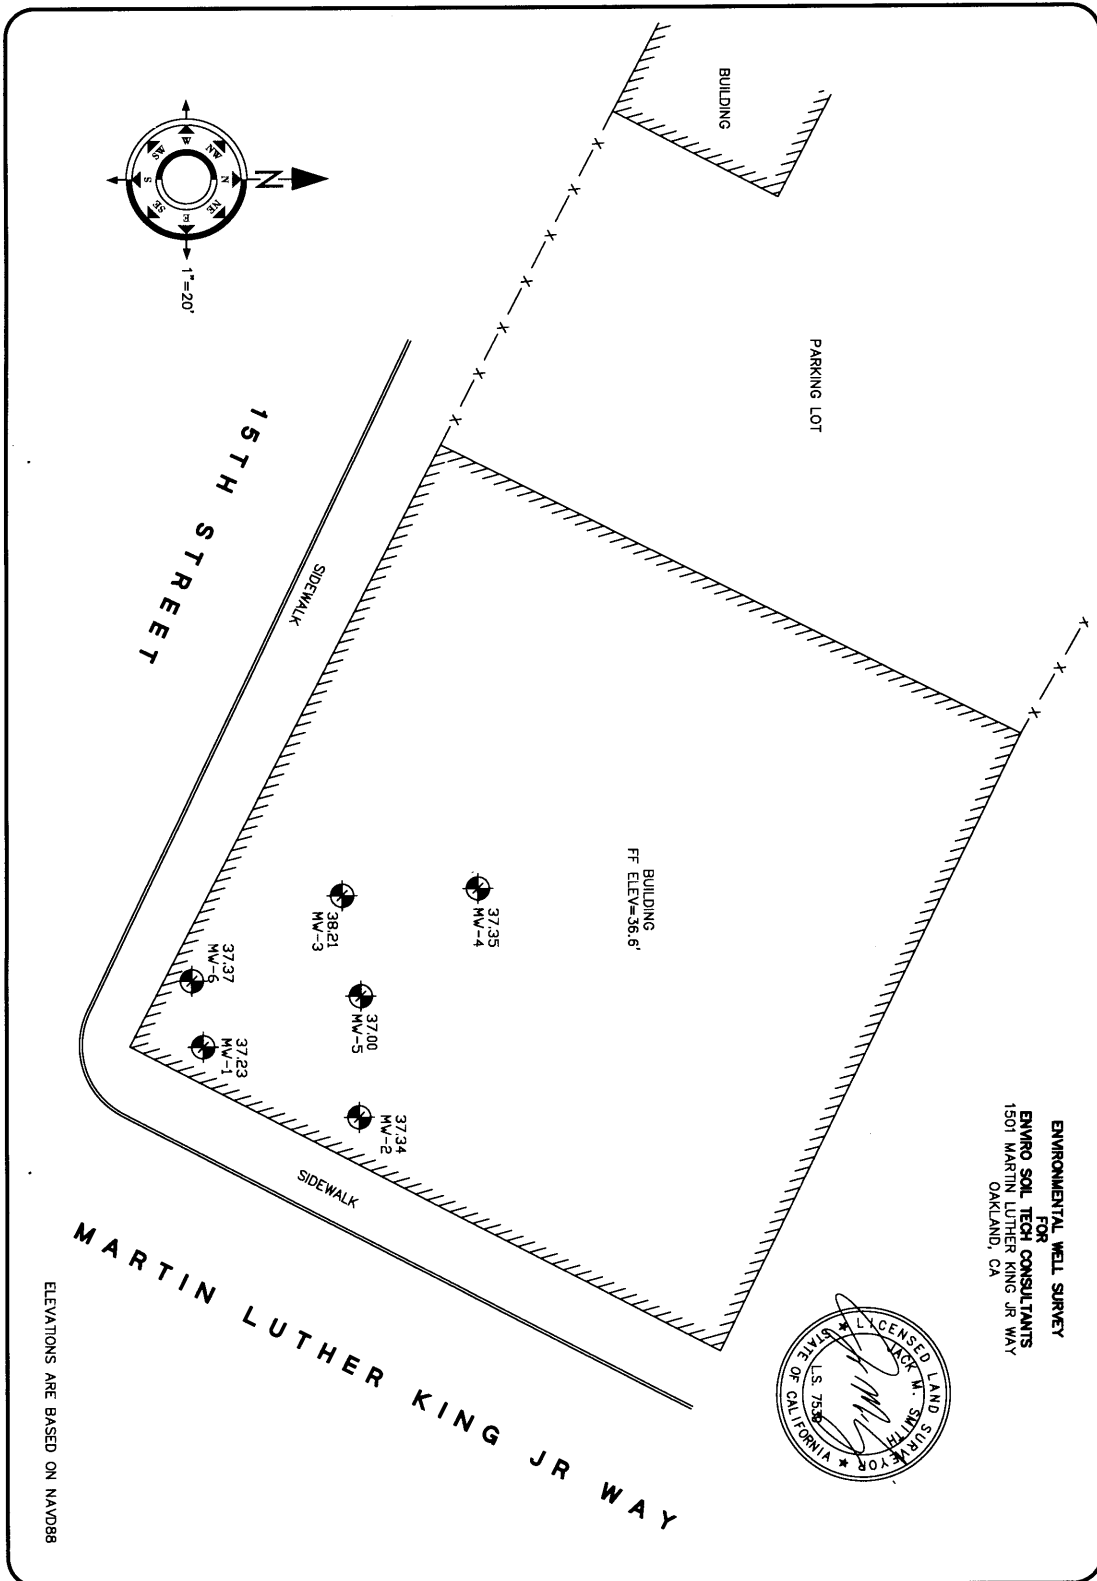 ENVIRONMENTAL WELL SURVEY
FOR
ENVIRO SOIL TECH CONSULTANTS
1501 MARTIN LUTHER KING JR WAY
OAKLAND, CA
BUILDING
PARKING LOT
BUILDING
FF ELEV=36.6'
37.35
MW-4
38.21
MW-3
37.00
MW-5
37.34
MW-2
37.37
MW-6
37.23
MW-1
SIDEWALK
SIDEWALK
15TH STREET
MARTIN LUTHER KING JR WAY
N
N
NE
E
SE
S
SW
W
NW
1"=20'
LICENSED LAND SURVEYOR
JACK M. SMITH
STATE OF CALIFORNIA
ELEVATIONS ARE BASED ON NAVD88